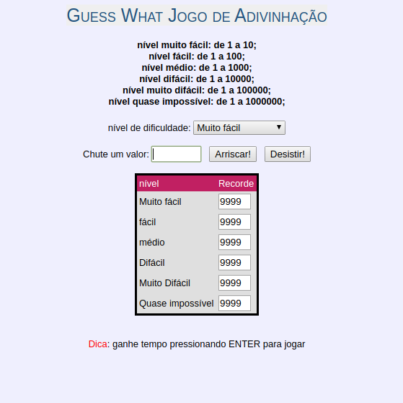 Guess What Jogo de Adivinhação
nível muito fácil: de 1 a 10;
nível fácil: de 1 a 100;
nível médio: de 1 a 1000;
nível difácil: de 1 a 10000;
nível muito difácil: de 1 a 100000;
nível quase impossível: de 1 a 1000000;
nível de dificuldade: Muito fácil
Chute um valor: Arriscar! Desistir!
nível Recorde
Muito fácil 9999
fácil 9999
médio 9999
Difácil 9999
Muito Difácil 9999
Quase impossível 9999
Dica: ganhe tempo pressionando ENTER para jogar